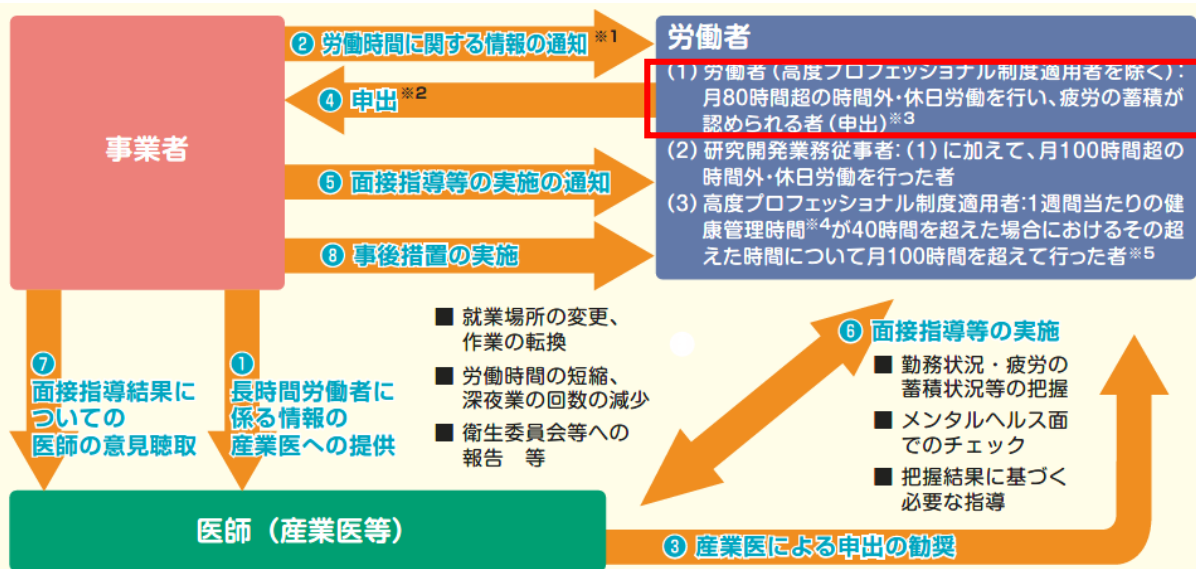 事業者
❷ 労働時間に関する情報の通知※1
❹ 申出※2
❺ 面接指導等の実施の通知
❽ 事後措置の実施
労働者
(1) 労働者（高度プロフェッショナル制度適用者を除く）：
月80時間超の時間外・休日労働を行い、疲労の蓄積が
認められる者（申出）※3
(2) 研究開発業務従事者：(1) に加えて、月100時間超の
時間外・休日労働を行った者
(3) 高度プロフェッショナル制度適用者：1週間当たりの健
康管理時間※4が40時間を超えた場合におけるその超
えた時間について月100時間を超えて行った者※5
❼
面接指導結果に
ついての
医師の意見聴取
❶
長時間労働者に
係る情報の
産業医への提供
■ 就業場所の変更、
作業の転換
■ 労働時間の短縮、
深夜業の回数の減少
■ 衛生委員会等への
報告　等
❻ 面接指導等の実施
■ 勤務状況・疲労の
蓄積状況等の把握
■ メンタルヘルス面
でのチェック
■ 把握結果に基づく
必要な指導
医師（産業医等）
❸ 産業医による申出の勧奨